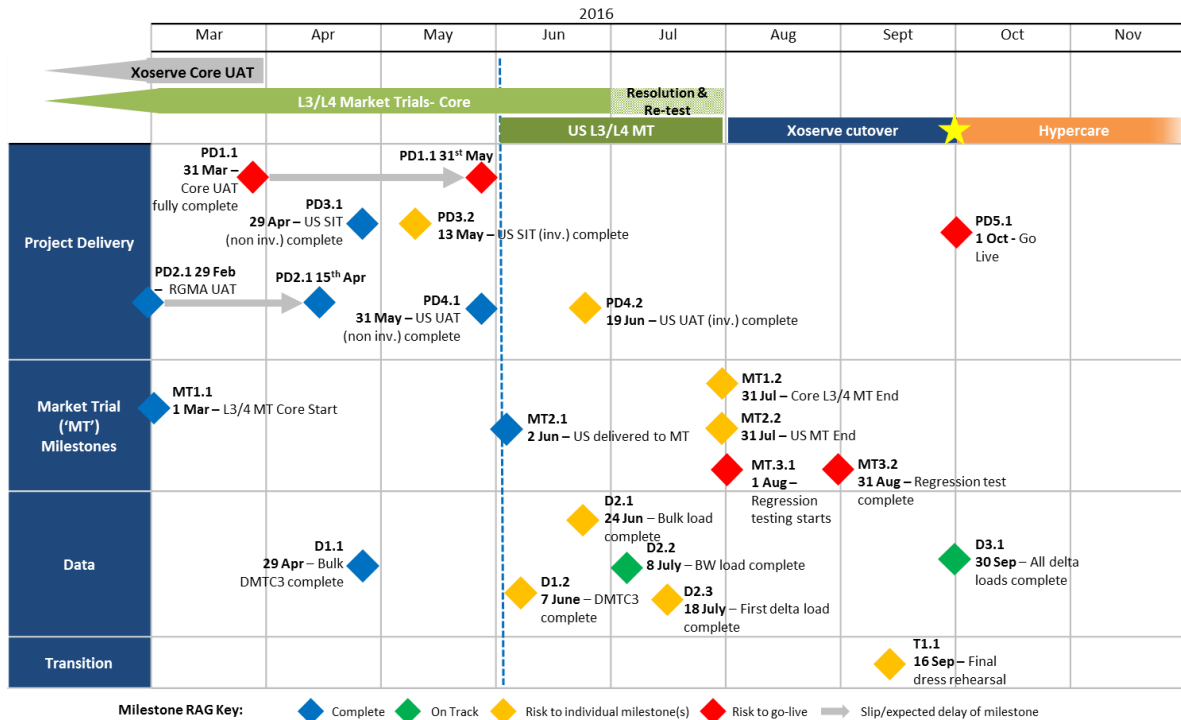 2016
Mar
Apr
May
Jun
Jul
Aug
Sept
Oct
Nov
Xoserve Core UAT
L3/L4 Market Trials- Core
Resolution &
Re-test
US L3/L4 MT
Xoserve cutover
Hypercare
Project Delivery
PD1.1
31 Mar –
Core UAT
fully complete
PD1.1 31st May
PD3.1
29 Apr – US SIT
(non inv.) complete
PD3.2
13 May – US SIT (inv.) complete
PD5.1
1 Oct - Go
Live
PD2.1 29 Feb
– RGMA UAT
PD2.1 15th Apr
PD4.1
31 May – US UAT
(non inv.) complete
PD4.2
19 Jun – US UAT (inv.) complete
Market Trial
(‘MT’)
Milestones
MT1.1
1 Mar – L3/4 MT Core Start
MT2.1
2 Jun – US delivered to MT
MT1.2
31 Jul – Core L3/4 MT End
MT2.2
31 Jul – US MT End
MT.3.1
1 Aug –
Regression
testing starts
MT3.2
31 Aug – Regression test
complete
Data
D1.1
29 Apr – Bulk
DMTC3 complete
D2.1
24 Jun – Bulk load
complete
D2.2
8 July – BW load complete
D1.2
7 June – DMTC3
complete
D2.3
18 July – First delta load
complete
D3.1
30 Sep – All delta
loads complete
Transition
T1.1
16 Sep – Final
dress rehearsal
Milestone RAG Key:
Complete
On Track
Risk to individual milestone(s)
Risk to go-live
Slip/expected delay of milestone